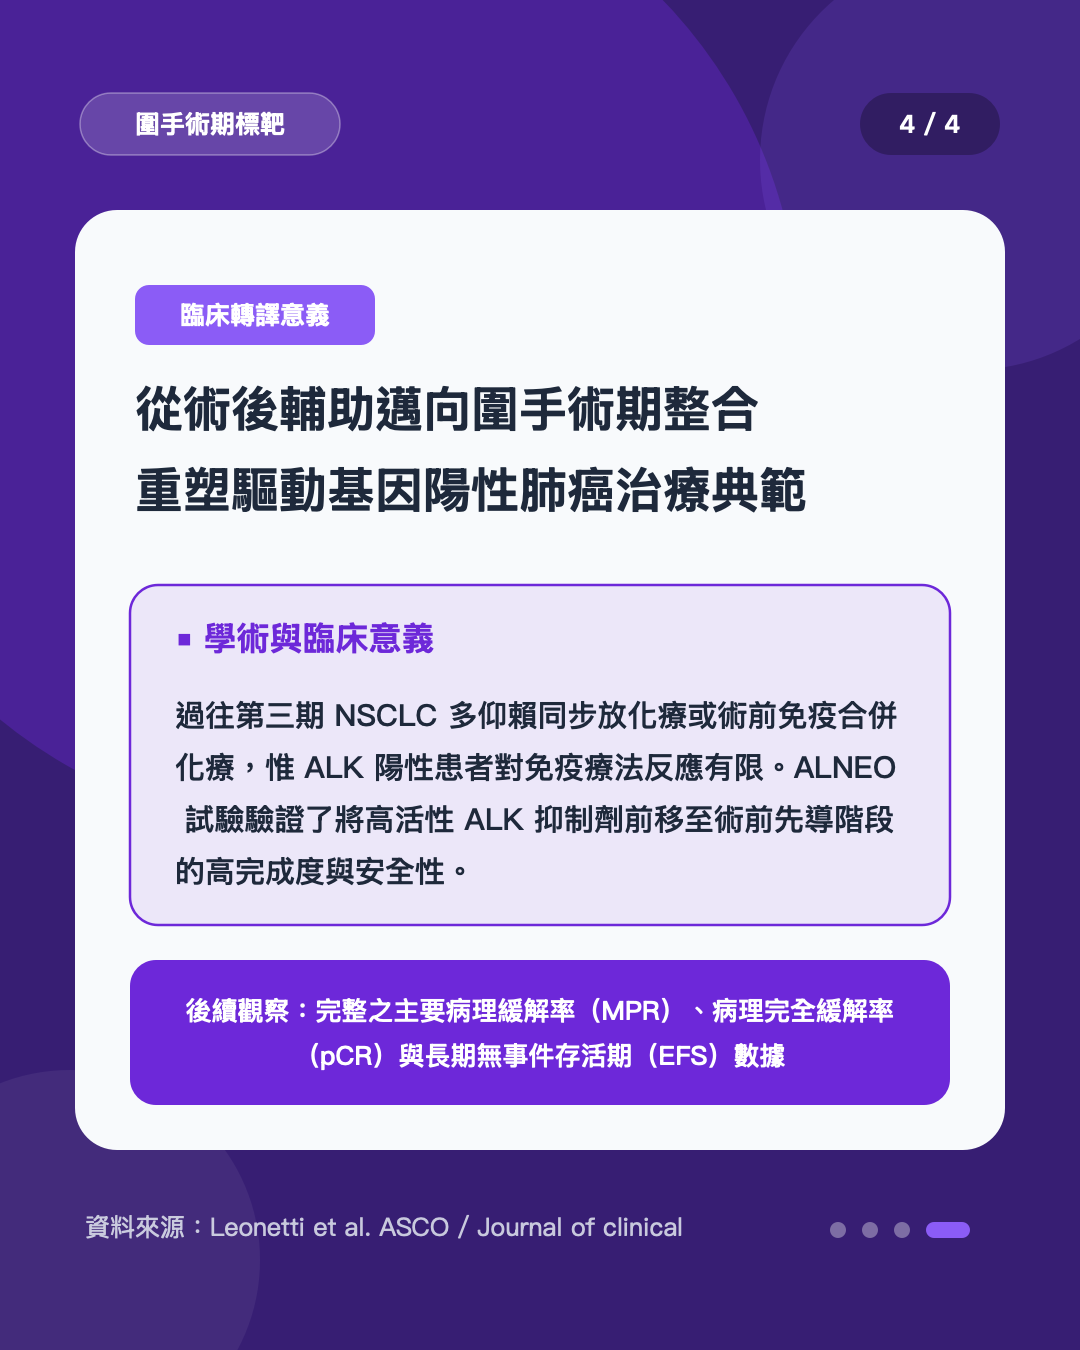 圍手術期標靶
4 / 4
臨床轉譯意義
從術後輔助邁向圍手術期整合
重塑驅動基因陽性肺癌治療典範
▪ 學術與臨床意義
過往第三期 NSCLC 多仰賴同步放化療或術前免疫合併
化療，惟 ALK 陽性患者對免疫療法反應有限。ALNEO
試驗驗證了將高活性 ALK 抑制劑前移至術前先導階段
的高完成度與安全性。
後續觀察：完整之主要病理緩解率（MPR）、病理完全緩解率
（pCR）與長期無事件存活期（EFS）數據
資料來源：Leonetti et al. ASCO / Journal of clinical